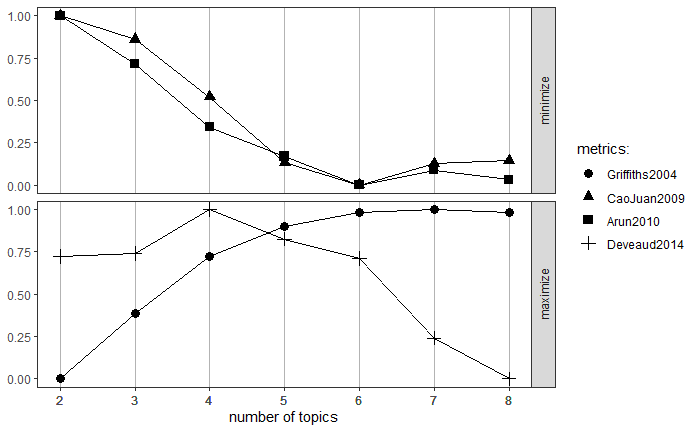 1.00
0.75
0.50
0.25
0.00
minimize
1.00
0.75
0.50
0.25
0.00
maximize
2 3 4 5 6 7 8
number of topics
metrics:
Griffiths2004
CaoJuan2009
Arun2010
Deveaud2014